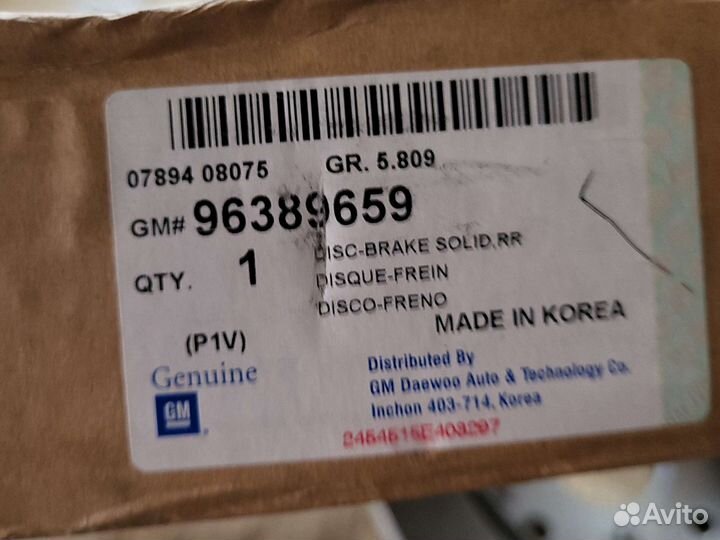 07894 08075 GR. 5.809
GM# 96389659
DISC-BRAKE SOLID,RR
QTY. 1 DISQUE-FREIN
DISCO-FRENO
MADE IN KOREA
(P1V)
Genuine
GM
Distributed By
GM Daewoo Auto & Technology Co.
Inchon 403-714, Korea
2454515E403297
Avito